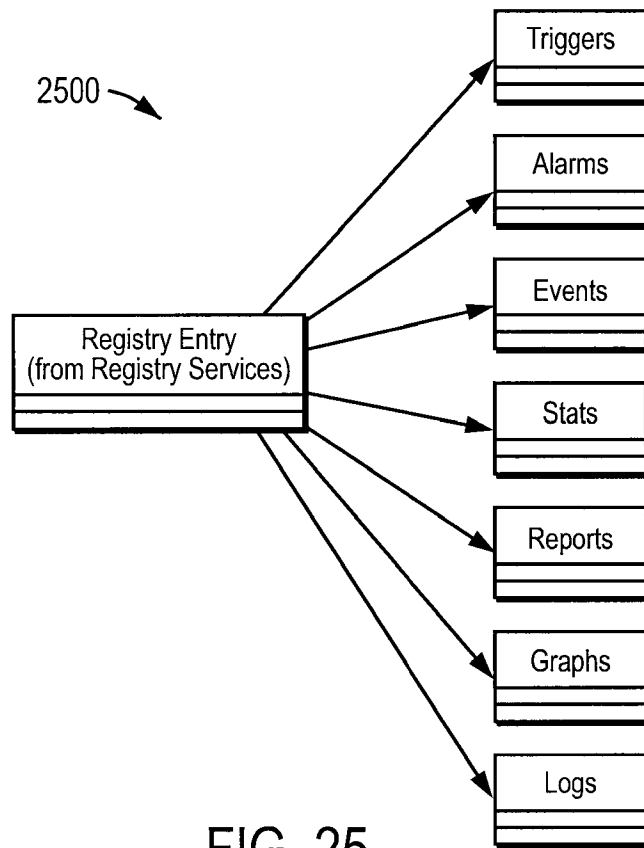 2500
Triggers
Alarms
Events
Registry Entry
(from Registry Services)
Stats
Reports
Graphs
Logs
FIG. 25